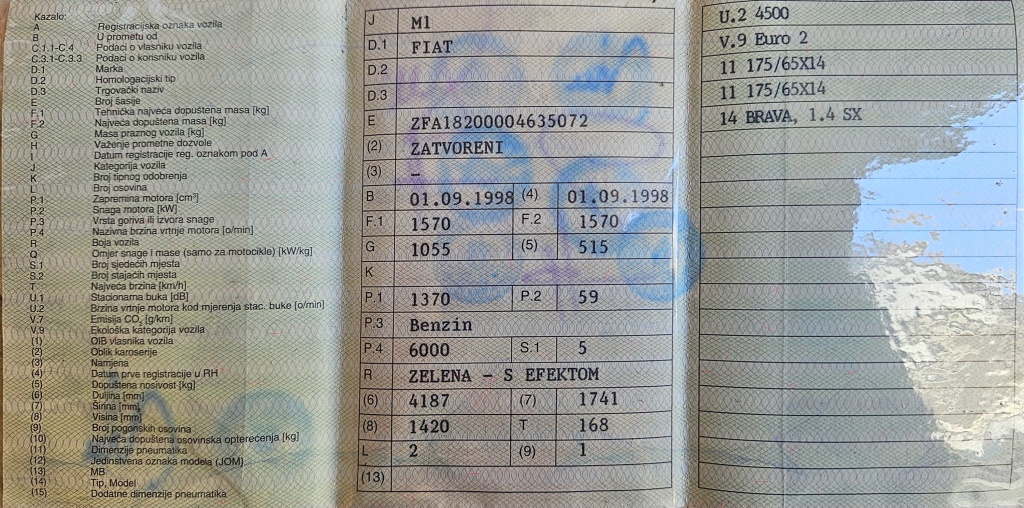 Kazalo:
A Registracijska oznaka vozila
B U prometu od
C.1.1-C.4 Podaci o vlasniku vozila
C.3.1-C.3.3 Podaci o korisniku vozila
D.1 Marka
D.2 Homologacijski tip
D.3 Trgovački naziv
E Broj šasije
F.1 Tehnička najveća dopuštena masa [kg]
F.2 Najveća dopuštena masa [kg]
G Masa praznog vozila [kg]
H Važenje prometne dozvole
I Datum registracije reg. oznakom pod A
J Kategorija vozila
K Broj tipnog odobrenja
L Broj osovina
P.1 Zapremina motora [cm³]
P.2 Snaga motora [kW]
P.3 Vrsta goriva ili izvora snage
P.4 Nazivna brzina vrtnje motora [o/min]
R Boja vozila
Q Omjer snage i mase (samo za motocikle) [kW/kg]
S.1 Broj sjedećih mjesta
S.2 Broj stajaćih mjesta
T Najveća brzina [km/h]
U.1 Stacionarna buka [dB]
U.2 Brzina vrtnje motora kod mjerenja stac. buke [o/min]
V.7 Emisija CO₂ [g/km]
V.9 Ekološka kategorija vozila
(1) OIB vlasnika vozila
(2) Oblik karoserije
(3) Namjena
(4) Datum prve registracije u RH
(5) Dopuštena nosivost [kg]
(6) Duljina [mm]
(7) Širina [mm]
(8) Visina [mm]
(9) Broj pogonskih osovina
(10) Najveća dopuštena osovinska opterećenja [kg]
(11) Dimenzije pneumatika
(12) Jedinstvena oznaka modela (JOM)
(13) MB
(14) Tip, Model
(15) Dodatne dimenzije pneumatika
J M1
D.1 FIAT
D.2
D.3
E ZFA18200004635072
(2) ZATVORENI
(3) –
B 01.09.1998 (4) 01.09.1998
F.1 1570 F.2 1570
G 1055 (5) 515
K
P.1 1370 P.2 59
P.3 Benzin
P.4 6000 S.1 5
R ZELENA – S EFEKTOM
(6) 4187 (7) 1741
(8) 1420 T 168
L 2 (9) 1
(13)
U.2 4500
V.9 Euro 2
11 175/65X14
11 175/65X14
14 BRAVA, 1.4 SX